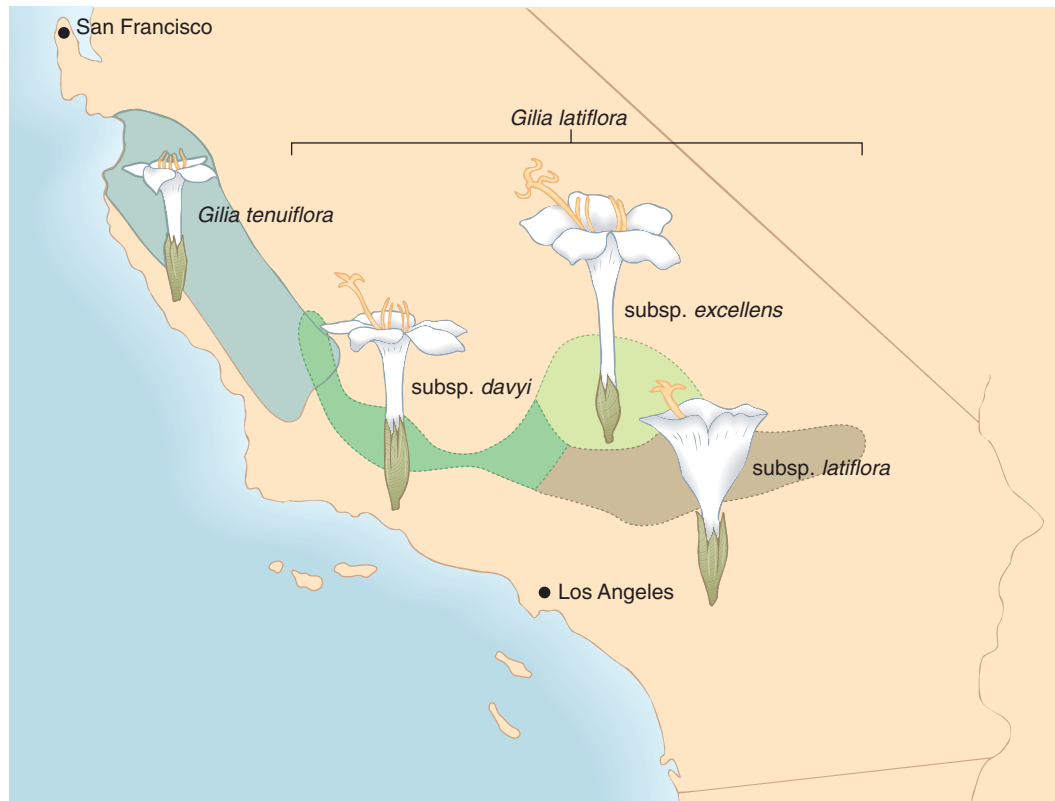 San Francisco
Gilia latiflora
Gilia tenuiflora
subsp. excellens
subsp. davyi
subsp. latiflora
Los Angeles